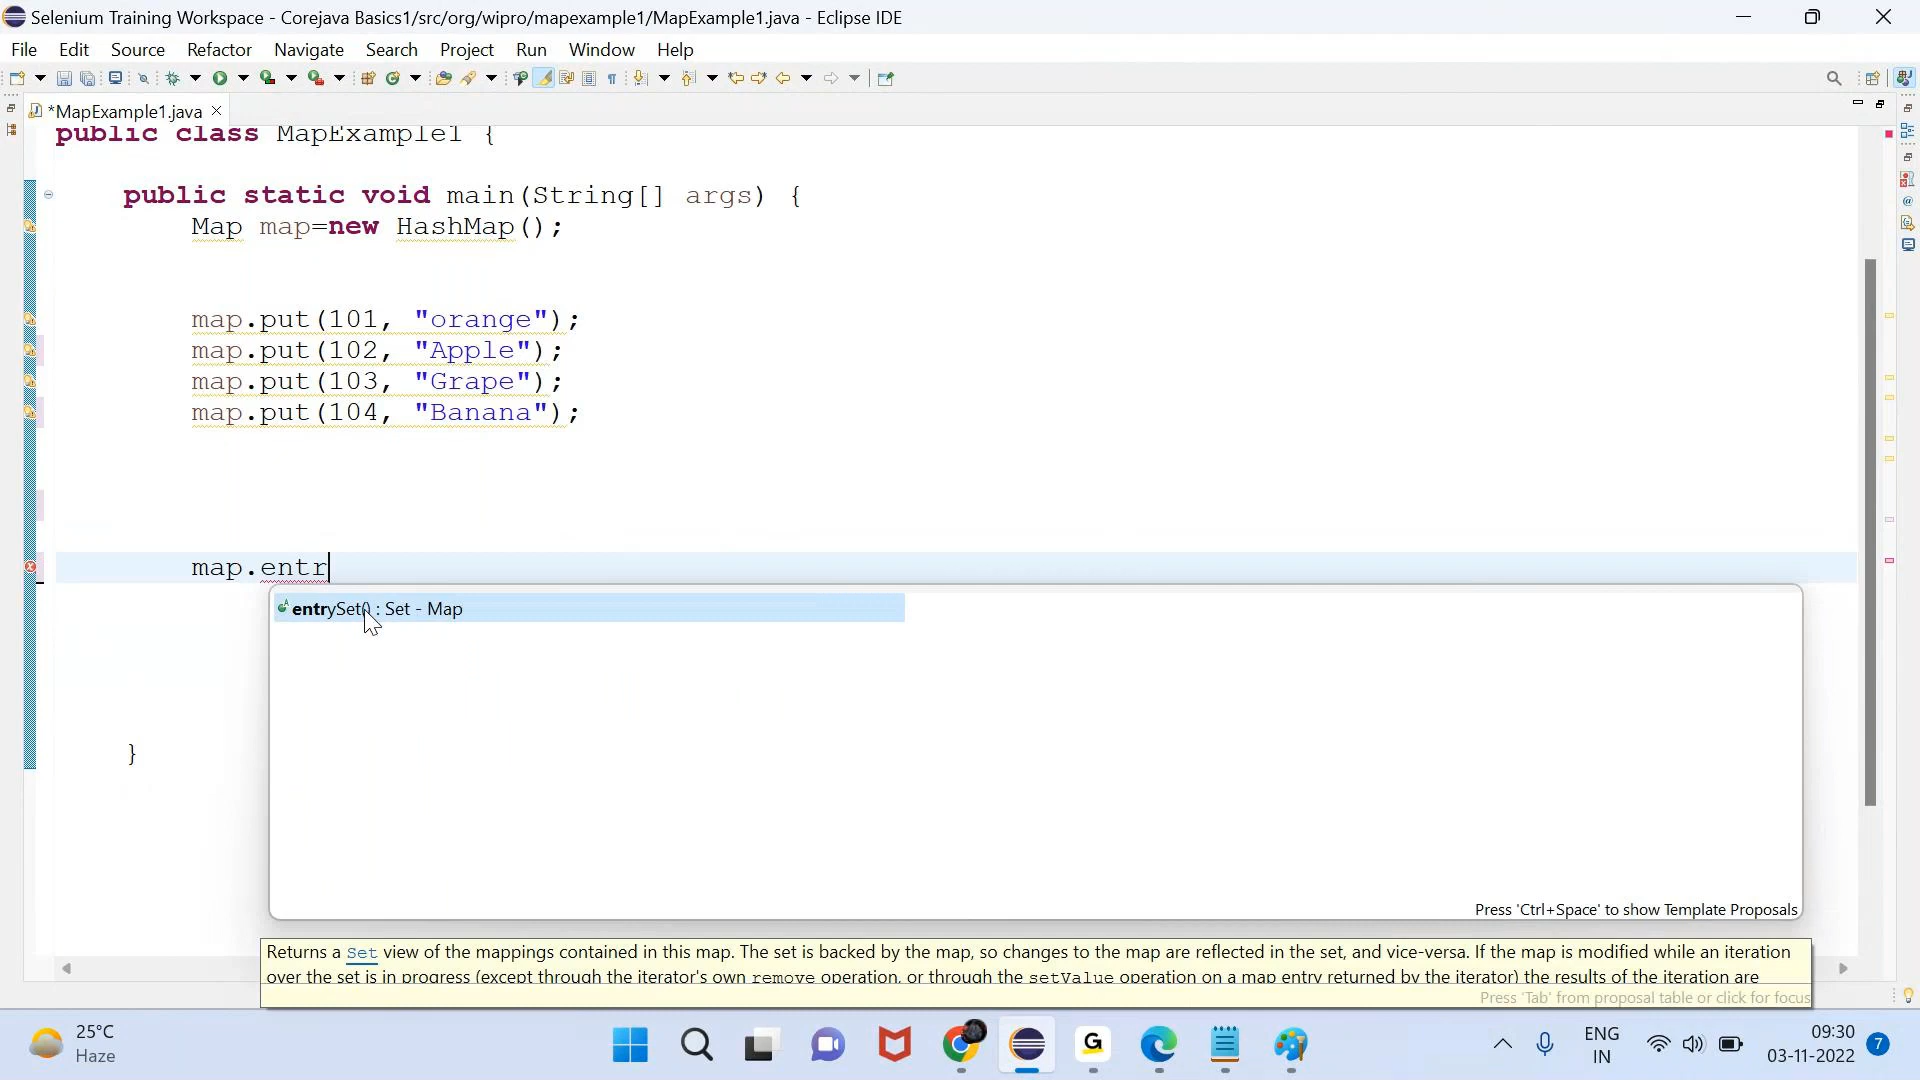 Selenium Training Workspace - Corejava Basics1/src/org/wipro/mapexample1/MapExample1.java - Eclipse IDE
File Edit Source Refactor Navigate Search Project Run Window Help
*MapExample1.java
public class MapExample1 {
public static void main(String[] args) {
Map map=new HashMap();
map.put(101, "orange");
map.put(102, "Apple");
map.put(103, "Grape");
map.put(104, "Banana");
map.entr
entrySet() : Set - Map
}
Press 'Ctrl+Space' to show Template Proposals
Returns a Set view of the mappings contained in this map. The set is backed by the map, so changes to the map are reflected in the set, and vice-versa. If the map is modified while an iteration
over the set is in progress (except through the iterator's own remove operation, or through the setValue operation on a map entry returned by the iterator) the results of the iteration are
Press 'Tab' from proposal table or click for focus
25°C
Haze
G
ENG
IN
09:30
03-11-2022
7